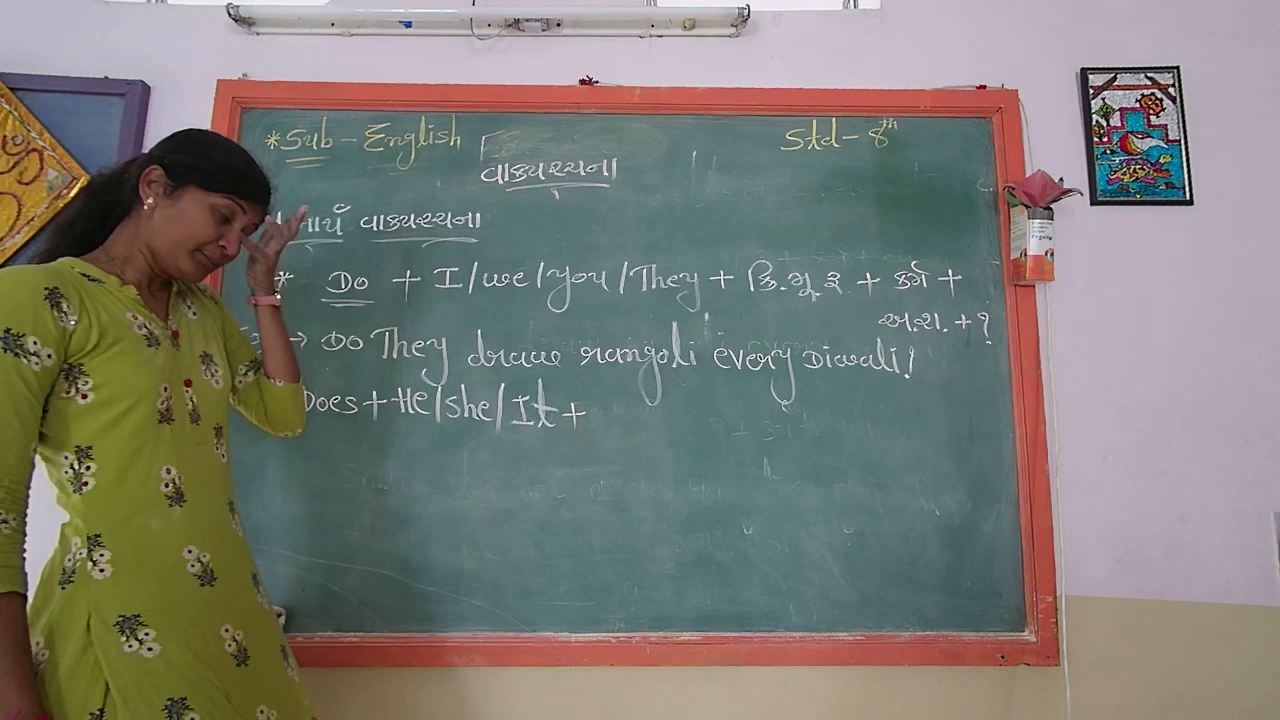 *Sub - English
Std - 8th
વાક્યરચના
નાર્થ વાક્યરચના
* Do + I/we/you/They + ક્રિ.મૂ રૂ + કર્મ +
અ.શ. + ?
→ Do They draw rangoli every Diwali!
Does + He/she/It +